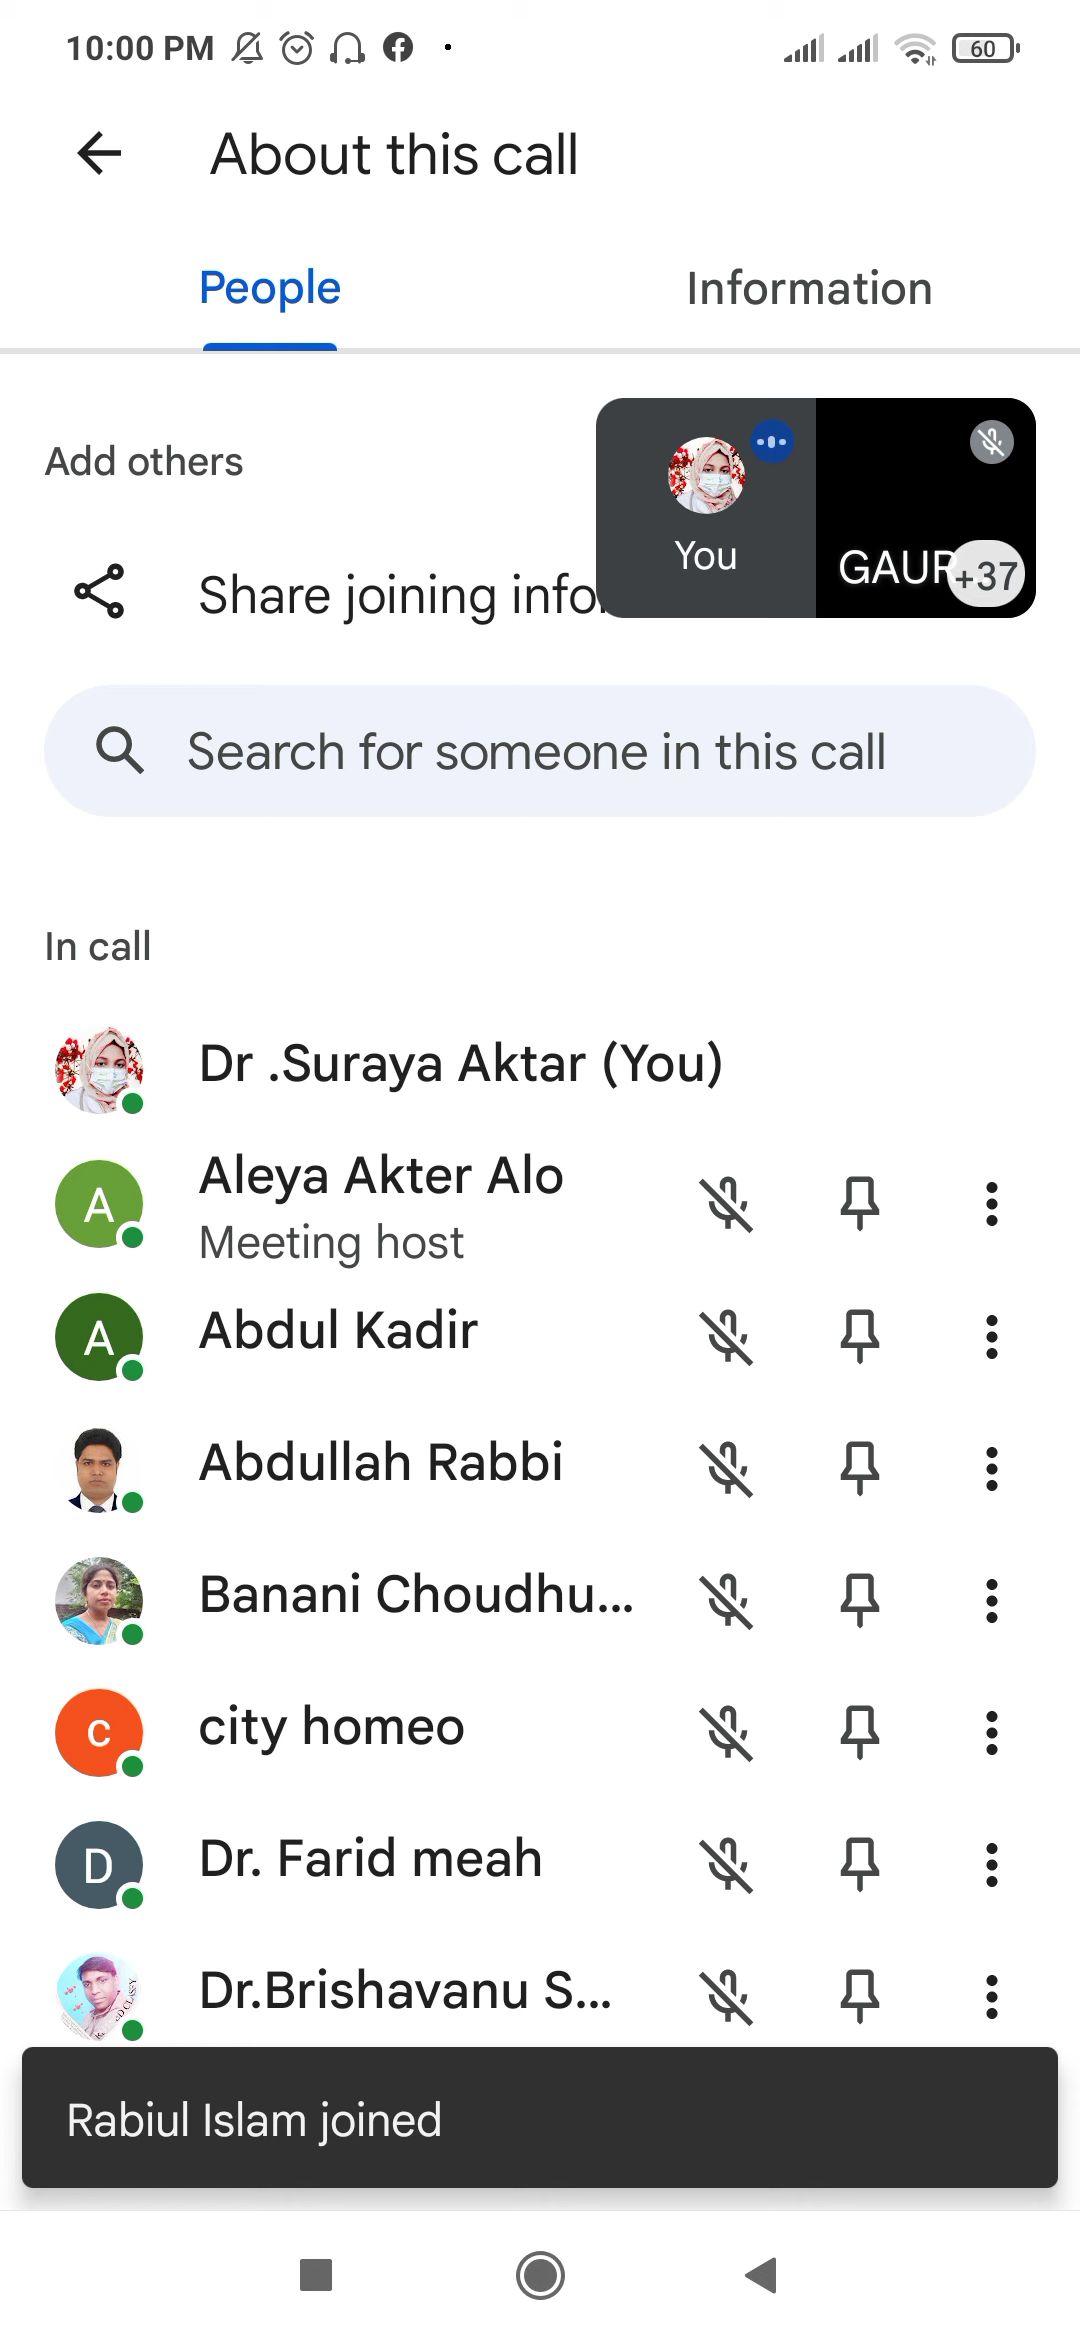 10:00 PM
60
About this call
People
Information
Add others
You
GAUR
+37
Share joining info
Search for someone in this call
In call
Dr .Suraya Aktar (You)
A
Aleya Akter Alo
Meeting host
A
Abdul Kadir
Abdullah Rabbi
Banani Choudhu...
c
city homeo
D
Dr. Farid meah
Dr.Brishavanu S...
Rabiul Islam joined